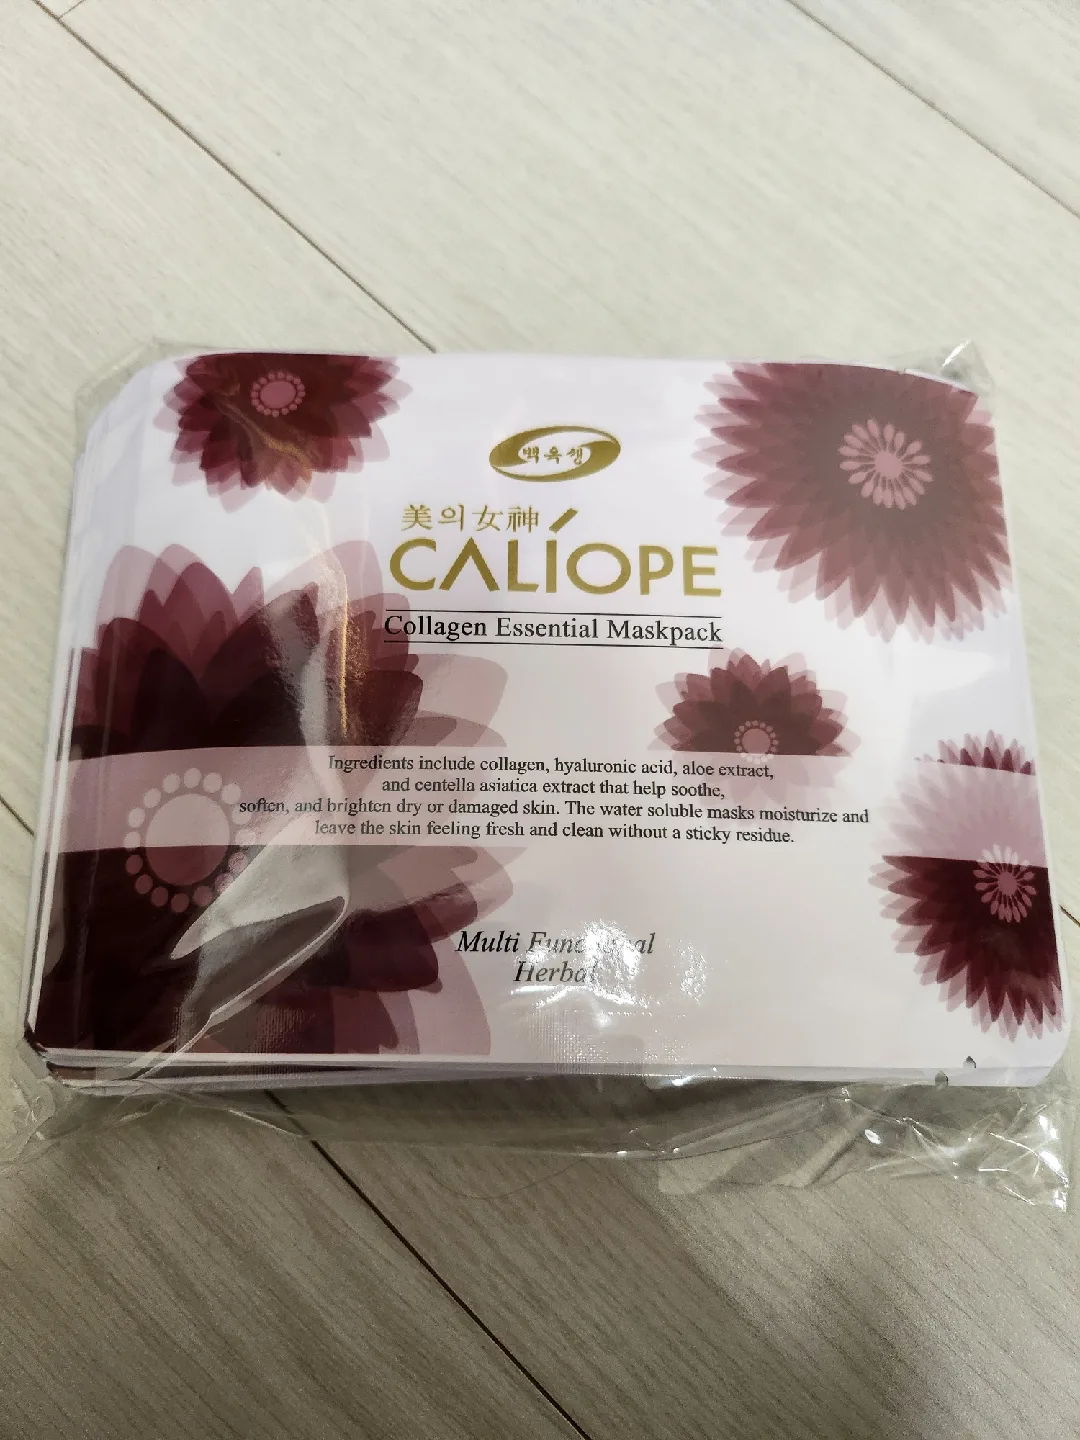 백옥생
美의女神
CALÍOPE
Collagen Essential Maskpack
Ingredients include collagen, hyaluronic acid, aloe extract,
and centella asiatica extract that help soothe,
soften, and brighten dry or damaged skin. The water soluble masks moisturize and
leave the skin feeling fresh and clean without a sticky residue.
Multi Functional
Herbal